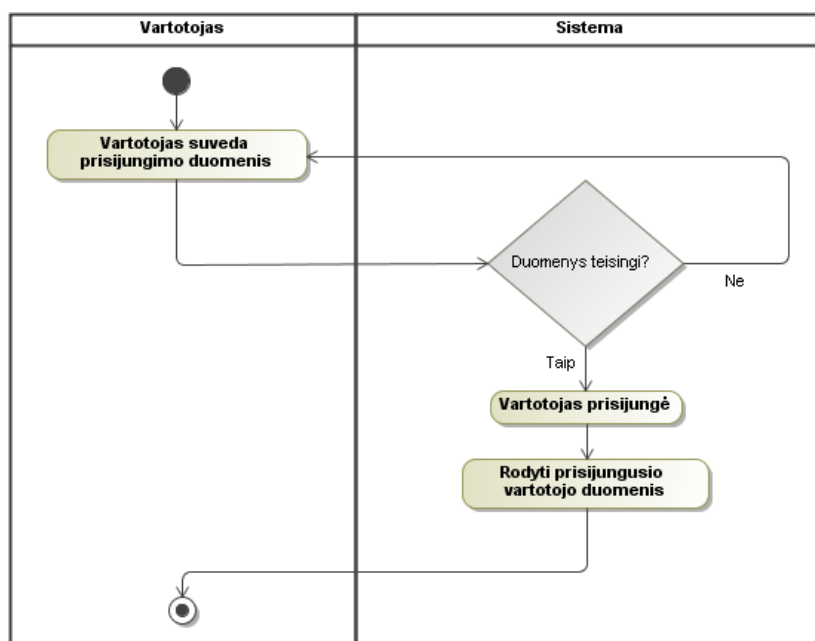 Vartotojas
Sistema
Vartotojas suveda
prisijungimo duomenis
Duomenys teisingi?
Ne
Taip
Vartotojas prisijungė
Rodyti prisijungusio
vartotojo duomenis